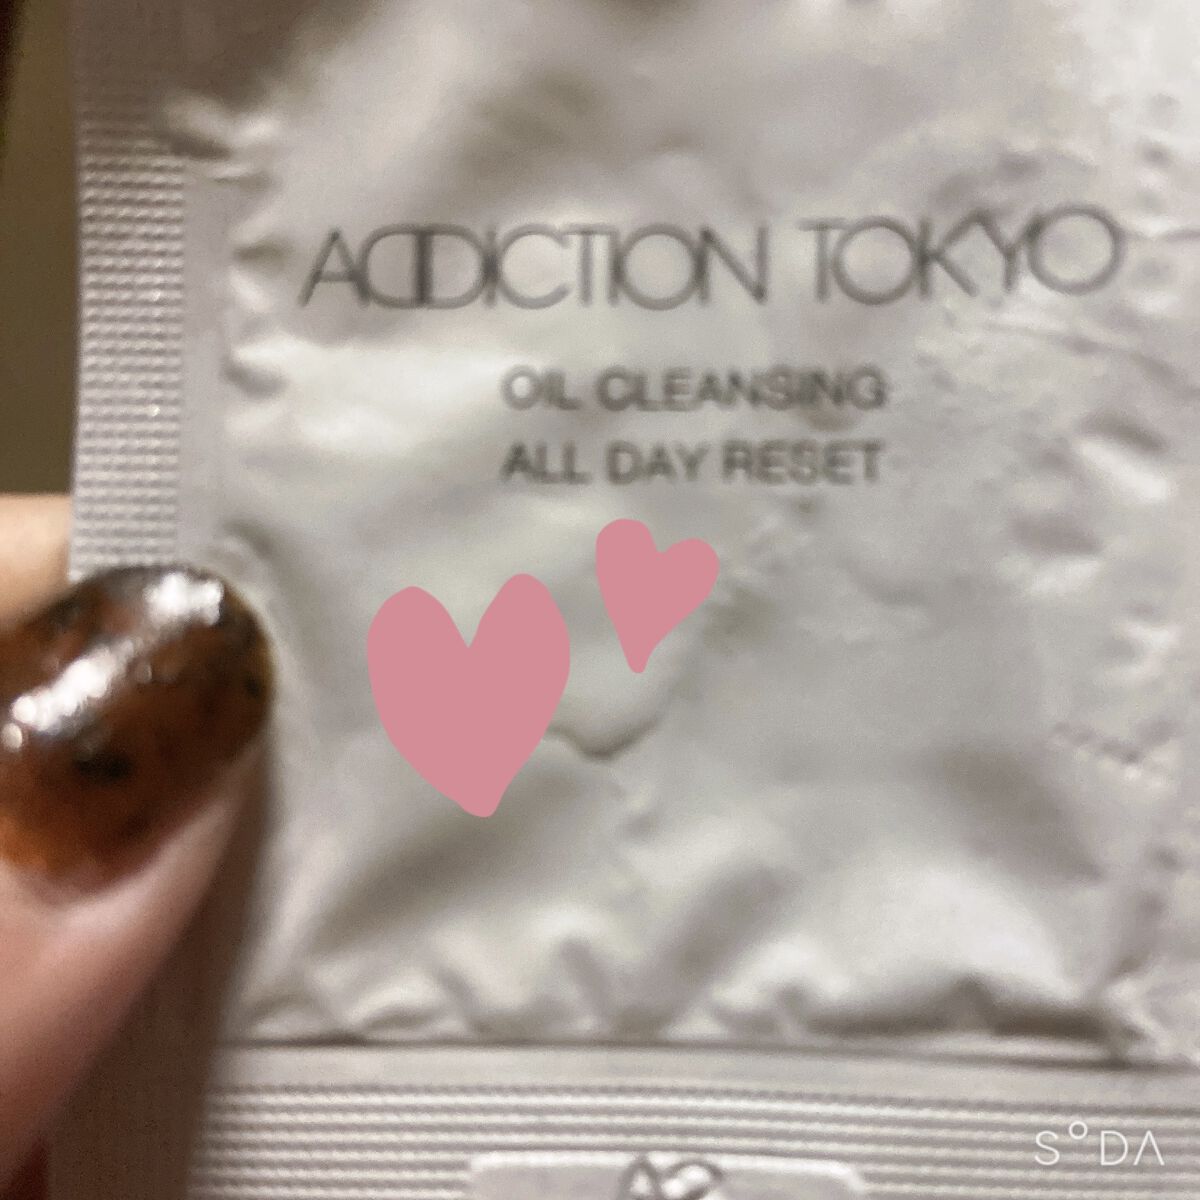 ADDICTION TOKYO
OIL CLEANSING
ALL DAY RESET
SODA